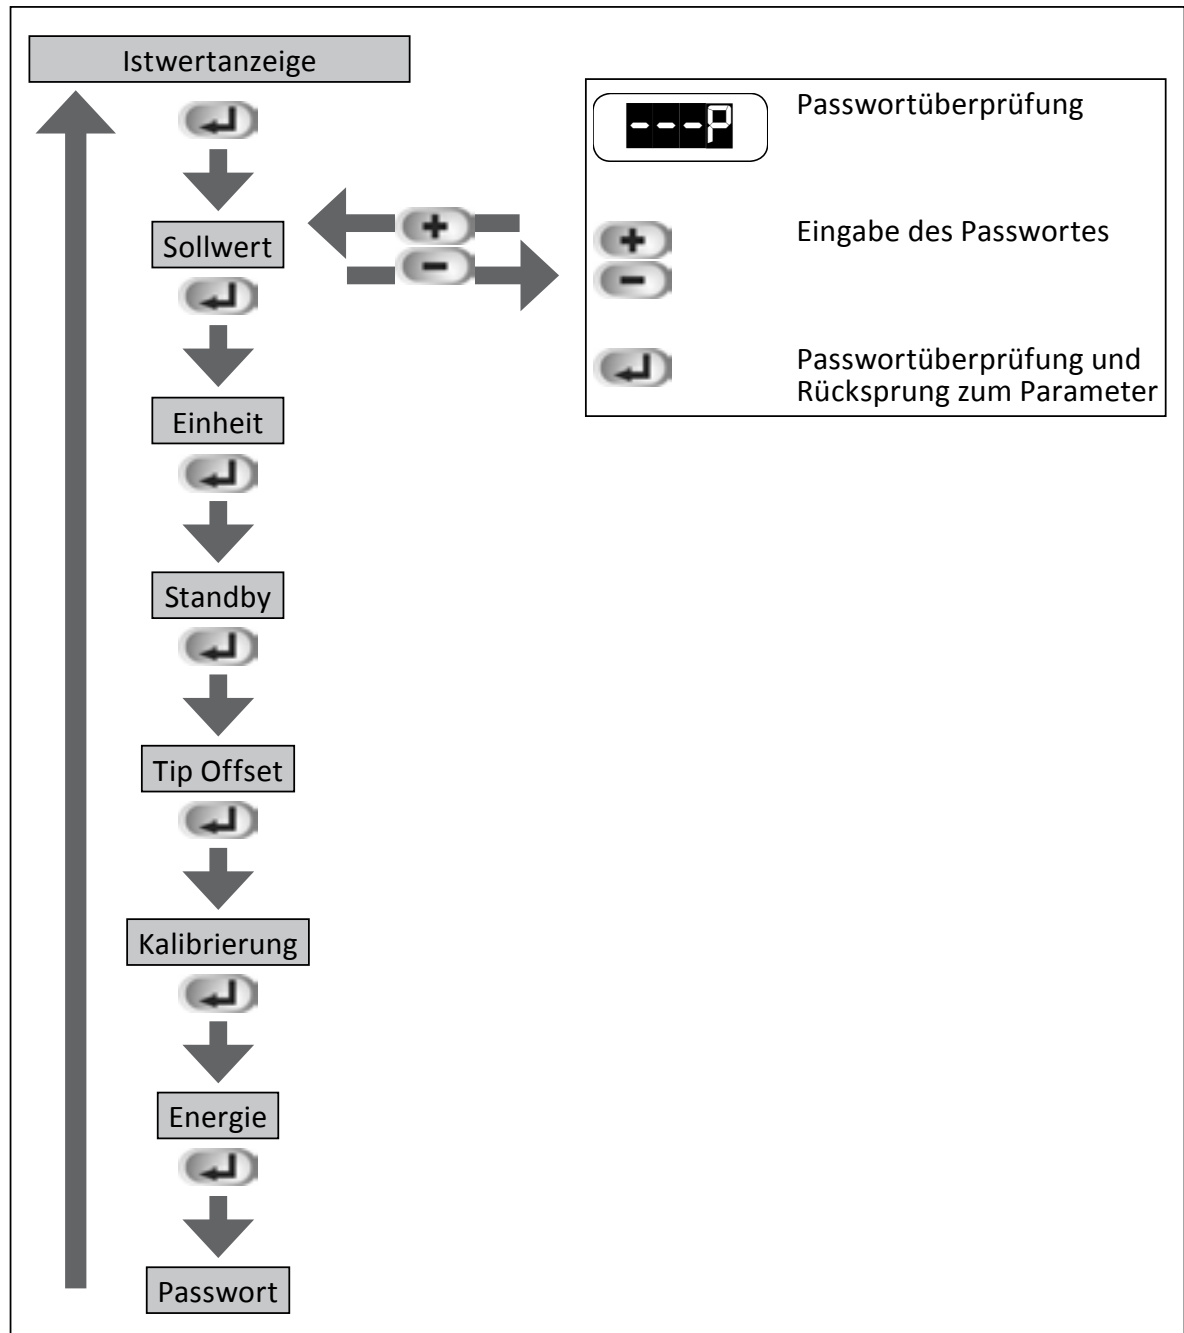 Istwertanzeige
---P
Passwortüberprüfung
Sollwert
+
-
+
-
Eingabe des Passwortes
Passwortüberprüfung und
Rücksprung zum Parameter
Einheit
Standby
Tip Offset
Kalibrierung
Energie
Passwort